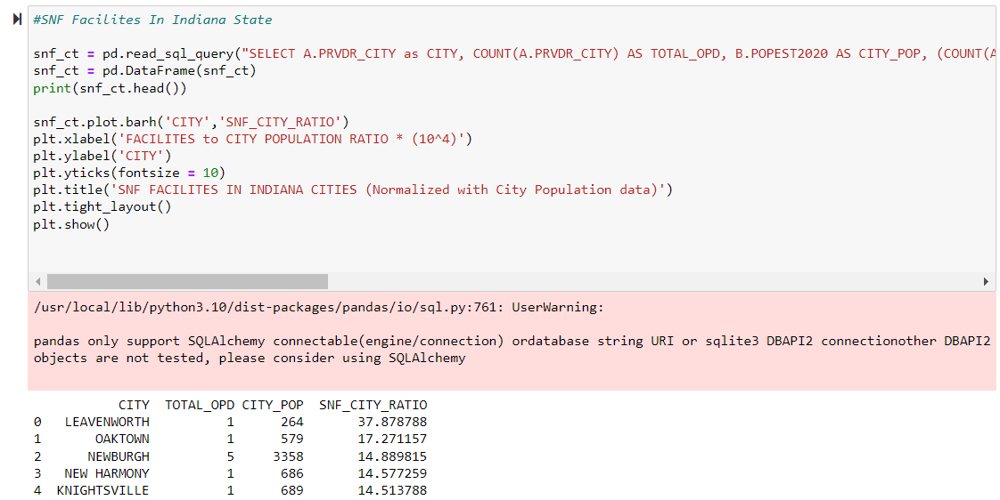 #SNF Facilites In Indiana State
snf_ct = pd.read_sql_query("SELECT A.PRVDR_CITY as CITY, COUNT(A.PRVDR_CITY) AS TOTAL_OPD, B.POPEST2020 AS CITY_POP, (COUNT(A
snf_ct = pd.DataFrame(snf_ct)
print(snf_ct.head())
snf_ct.plot.barh('CITY','SNF_CITY_RATIO')
plt.xlabel('FACILITES to CITY POPULATION RATIO * (10^4)')
plt.ylabel('CITY')
plt.yticks(fontsize = 10)
plt.title('SNF FACILITES IN INDIANA CITIES (Normalized with City Population data)')
plt.tight_layout()
plt.show()
/usr/local/lib/python3.10/dist-packages/pandas/io/sql.py:761: UserWarning:
pandas only support SQLAlchemy connectable(engine/connection) ordatabase string URI or sqlite3 DBAPI2 connectionother DBAPI2
objects are not tested, please consider using SQLAlchemy
CITY TOTAL_OPD CITY_POP SNF_CITY_RATIO
0 LEAVENWORTH 1 264 37.878788
1 OAKTOWN 1 579 17.271157
2 NEWBURGH 5 3358 14.889815
3 NEW HARMONY 1 686 14.577259
4 KNIGHTSVILLE 1 689 14.513788